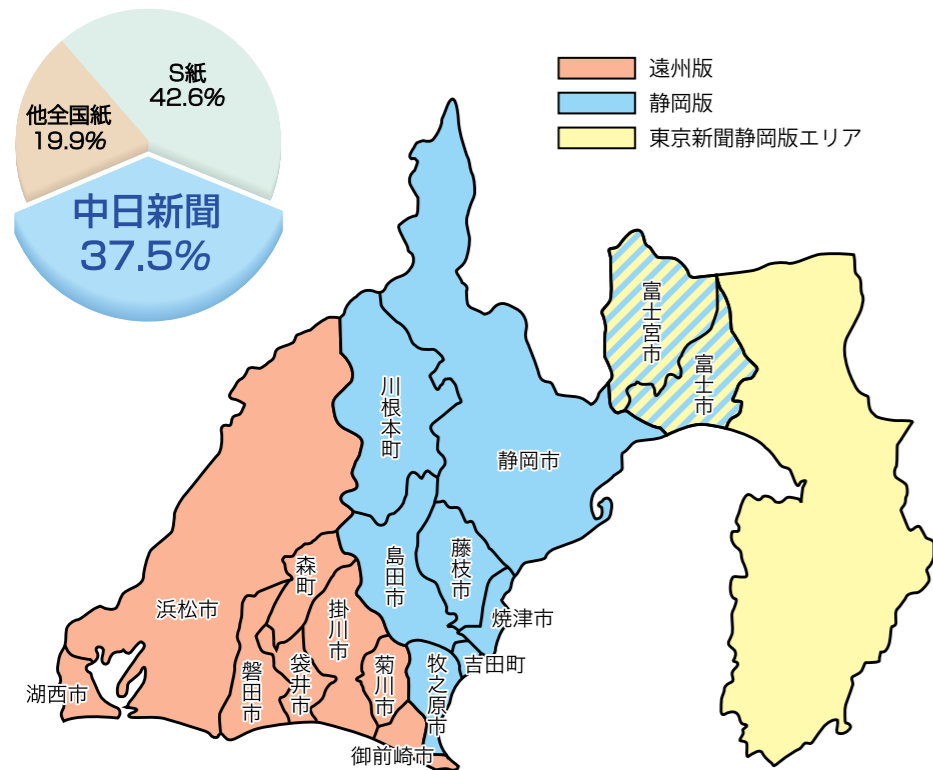 S紙
42.6%
他全国紙
19.9%
中日新聞
37.5%
遠州版
静岡版
東京新聞静岡版エリア
富士宮市
富士市
川根本町
静岡市
藤枝市
島田市
森町
掛川市
浜松市
焼津市
吉田町
牧之原市
菊川市
袋井市
磐田市
湖西市
御前崎市